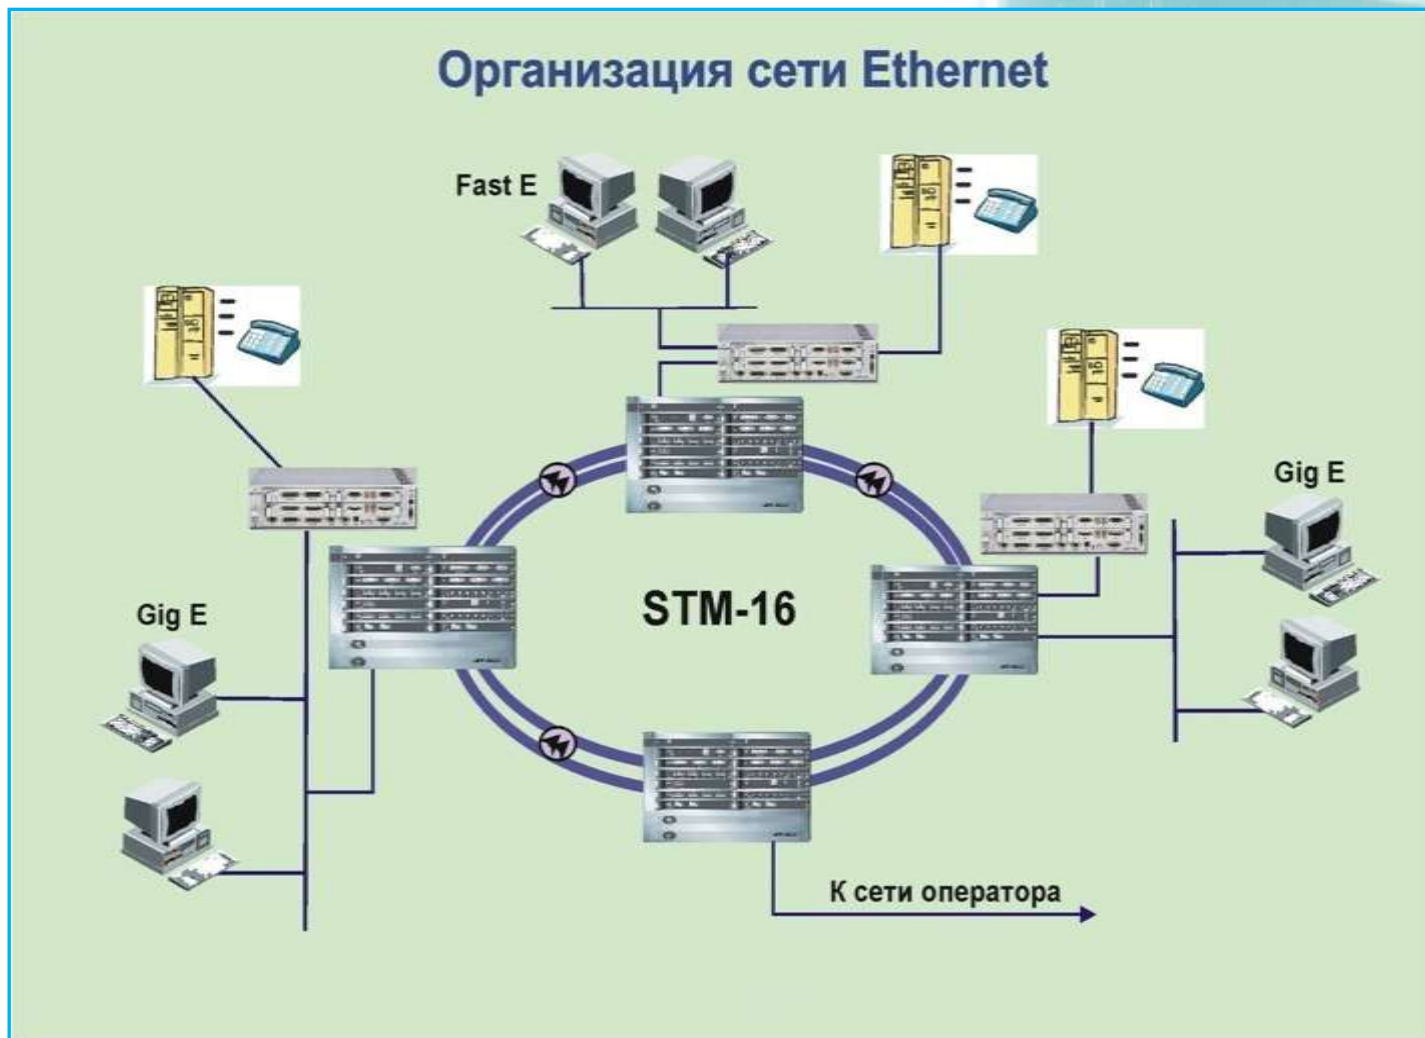 Организация сети Ethernet
Fast E
Gig E
Gig E
STM-16
К сети оператора